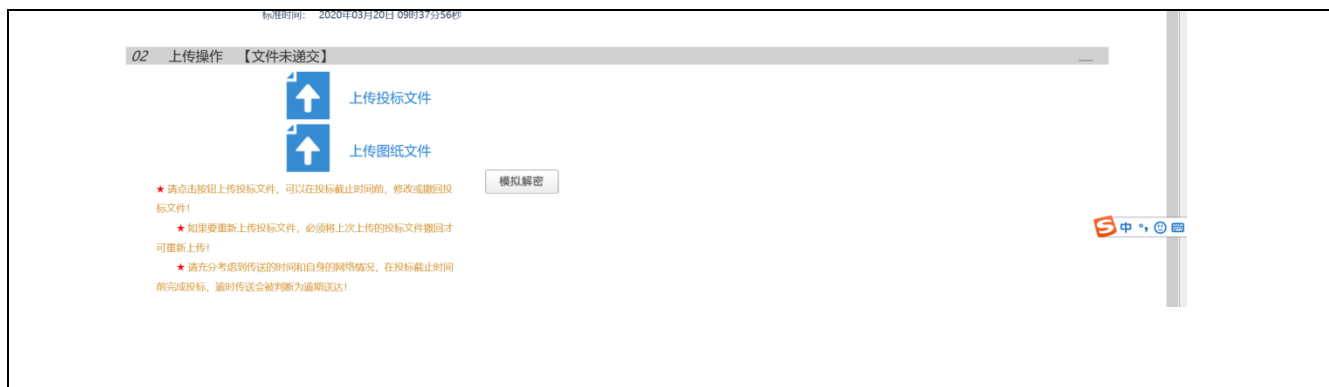 标准时间： 2020年03月20日 09时37分56秒
02 上传操作 【文件未递交】
上传投标文件
上传图纸文件
模拟解密
★ 请点击按钮上传投标文件，可以在投标截止时间前，修改或撤回投
标文件！
★ 如果要重新上传投标文件，必须将上次上传的投标文件撤回才
可重新上传！
★ 请充分考虑到传送的时间和自身的网络情况，在投标截止时间
前完成投标，逾时传送会被判断为逾期送达！
中